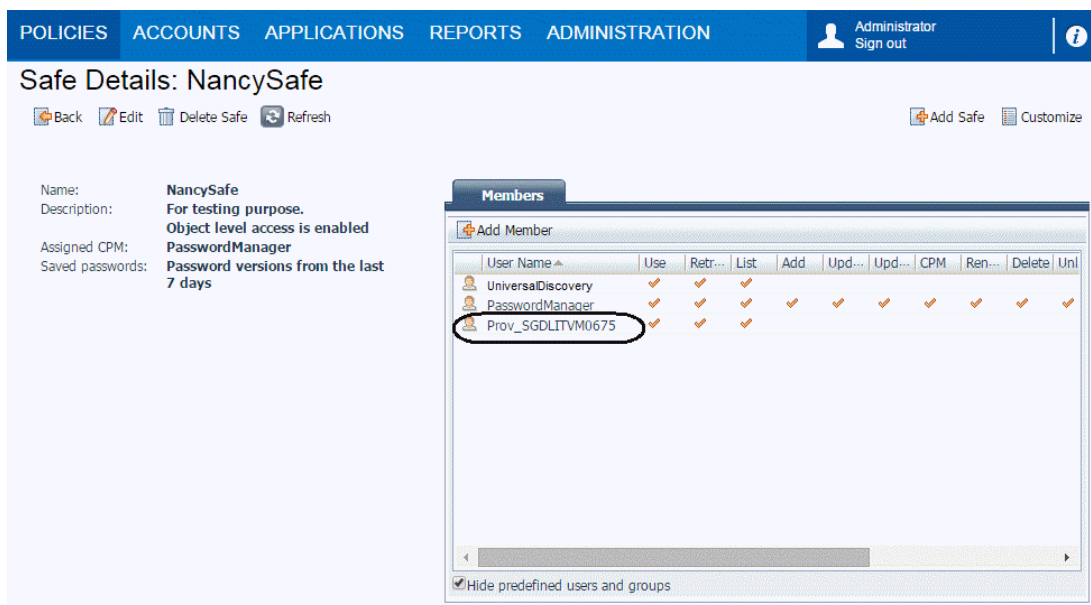 POLICIES ACCOUNTS APPLICATIONS REPORTS ADMINISTRATION Administrator
Sign out
Safe Details: NancySafe
Back Edit Delete Safe Refresh Add Safe Customize
Name: NancySafe
Description: For testing purpose.
Object level access is enabled
Assigned CPM: PasswordManager
Saved passwords: Password versions from the last
7 days
Members
Add Member
User Name Use Retr... List Add Upd... Upd... CPM Ren... Delete Unl
UniversalDiscovery
PasswordManager
Prov_SGDLITVM0675
Hide predefined users and groups